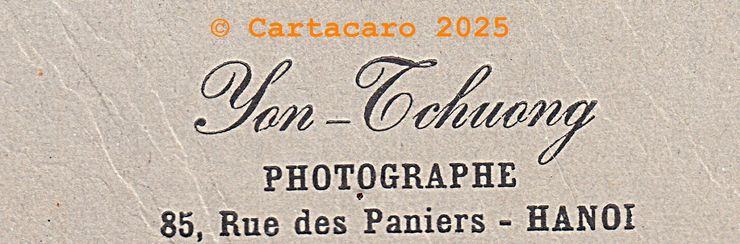 © Cartacaro 2025
Yon-Tchuong
PHOTOGRAPHE
85, Rue des Paniers - HANOI